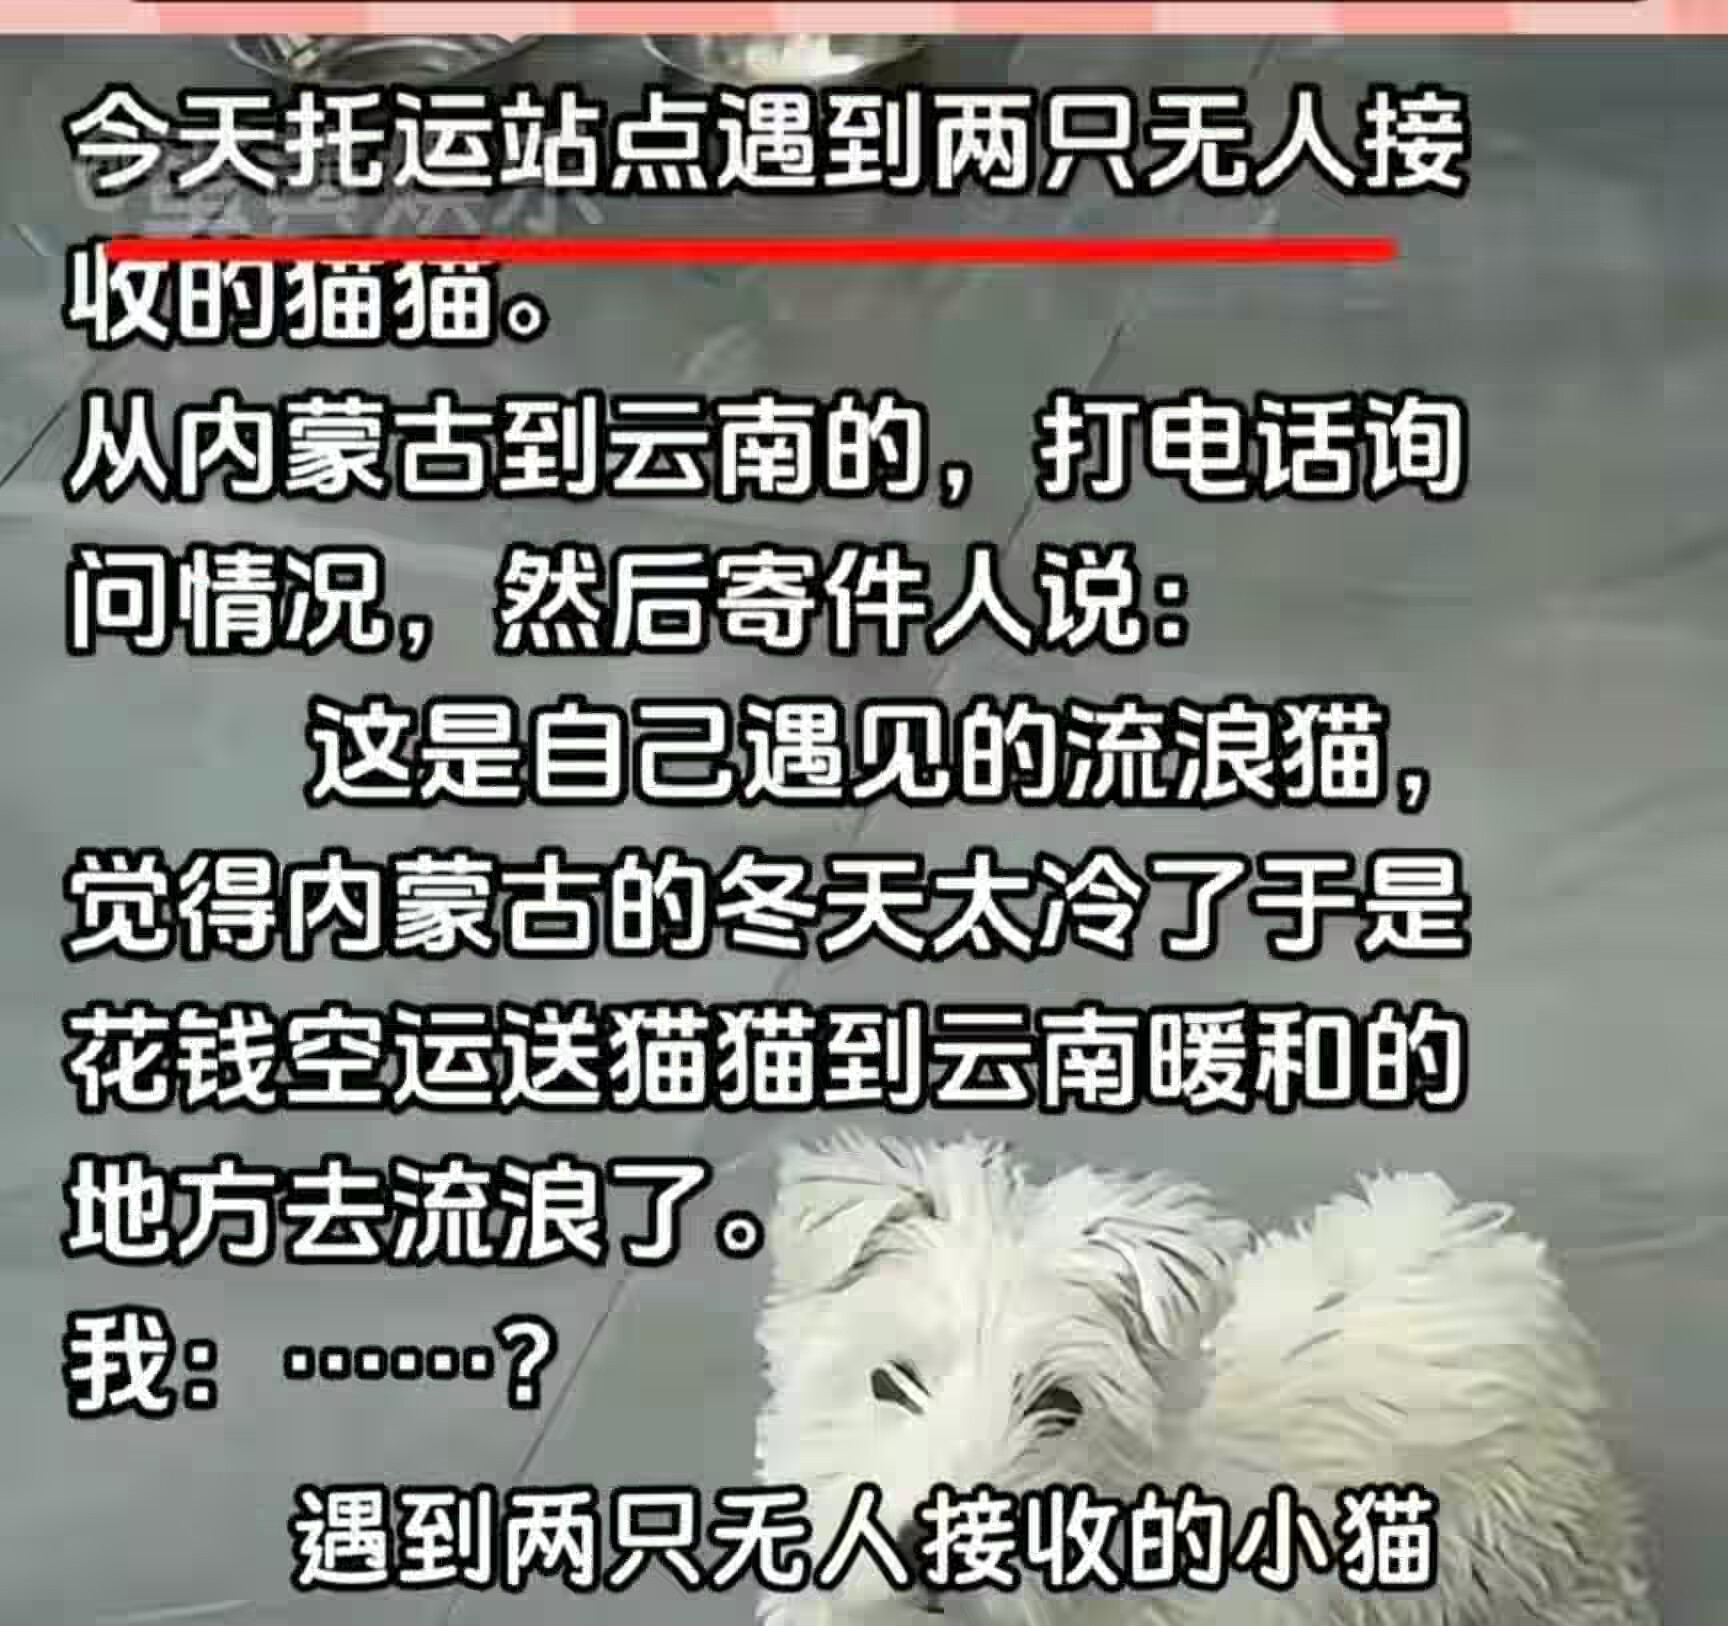 今天托运站点遇到两只无人接
收的猫猫。
从内蒙古到云南的，打电话询
问情况，然后寄件人说：
这是自己遇见的流浪猫，
觉得内蒙古的冬天太冷了于是
花钱空运送猫猫到云南暖和的
地方去流浪了。
我：……？
遇到两只无人接收的小猫